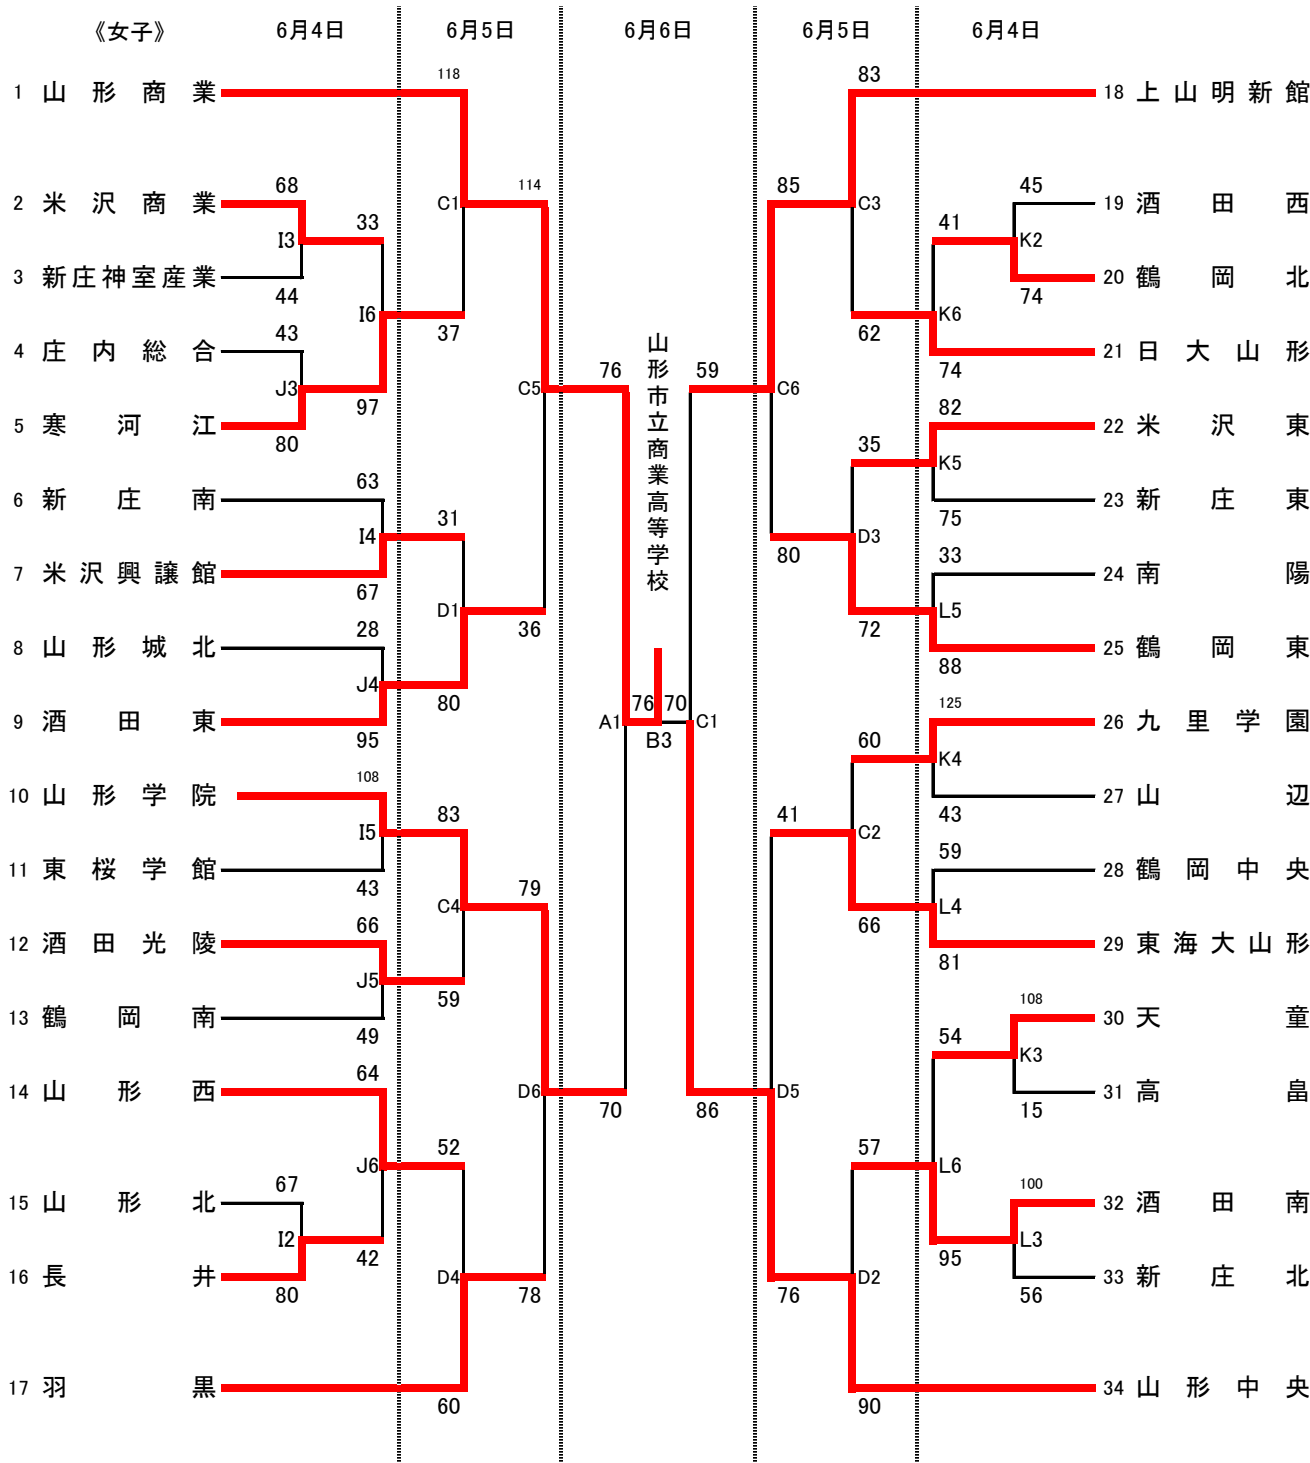 《女子》 6月4日 6月5日 6月6日 6月5日 6月4日
1 山形商業
2 米沢商業
3 新庄神室産業
4 庄内総合
5 寒河江
6 新庄南
7 米沢興譲館
8 山形城北
9 酒田東
10 山形学院
11 東桜学館
12 酒田光陵
13 鶴岡南
14 山形西
15 山形北
16 長井
17 羽黒
68
I3
44
43
J3
80
33
I6
97
63
I4
67
28
J4
95
108
I5
43
66
J5
49
64
J6
42
67
I2
80
118
C1
37
31
D1
80
83
C4
59
52
D4
60
114
C5
36
79
D6
78
76
A1
70
山形市立商業高等学校
76 70
B3
59
C1
86
85
C6
80
41
D5
76
83
C3
62
35
D3
72
60
C2
66
57
D2
90
41
K6
74
45
K2
74
82
K5
75
33
L5
88
125
K4
43
59
L4
81
54
L6
95
108
K3
15
100
L3
56
18 上山明新館
19 酒田西
20 鶴岡北
21 日大山形
22 米沢東
23 新庄東
24 南陽
25 鶴岡東
26 九里学園
27 山辺
28 鶴岡中央
29 東海大山形
30 天童
31 高畠
32 酒田南
33 新庄北
34 山形中央